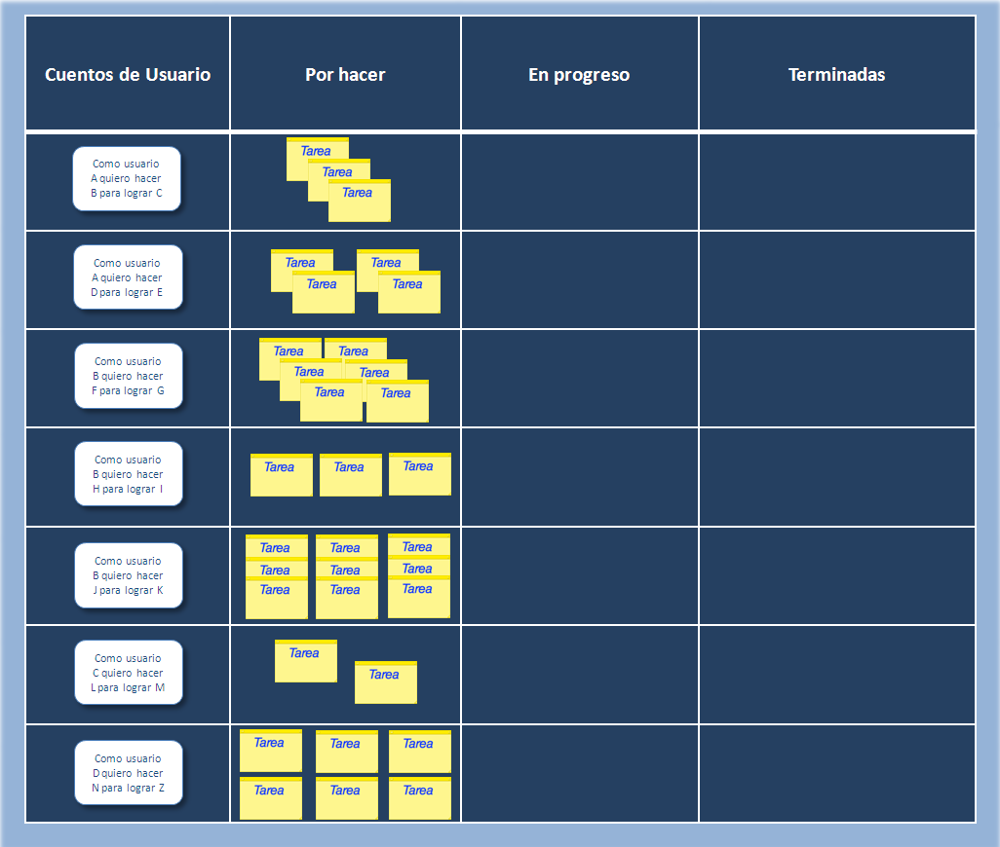 Cuentos de Usuario
Por hacer
En progreso
Terminadas
Como usuario
A quiero hacer
B para lograr C
Tarea
Tarea
Tarea
Como usuario
A quiero hacer
D para lograr E
Tarea
Tarea
Tarea
Tarea
Como usuario
B quiero hacer
F para lograr G
Tarea
Tarea
Tarea
Tarea
Tarea
Tarea
Como usuario
B quiero hacer
H para lograr I
Tarea
Tarea
Tarea
Como usuario
B quiero hacer
J para lograr K
Tarea
Tarea
Tarea
Tarea
Tarea
Tarea
Tarea
Tarea
Tarea
Como usuario
C quiero hacer
L para lograr M
Tarea
Tarea
Como usuario
D quiero hacer
N para lograr Z
Tarea
Tarea
Tarea
Tarea
Tarea
Tarea